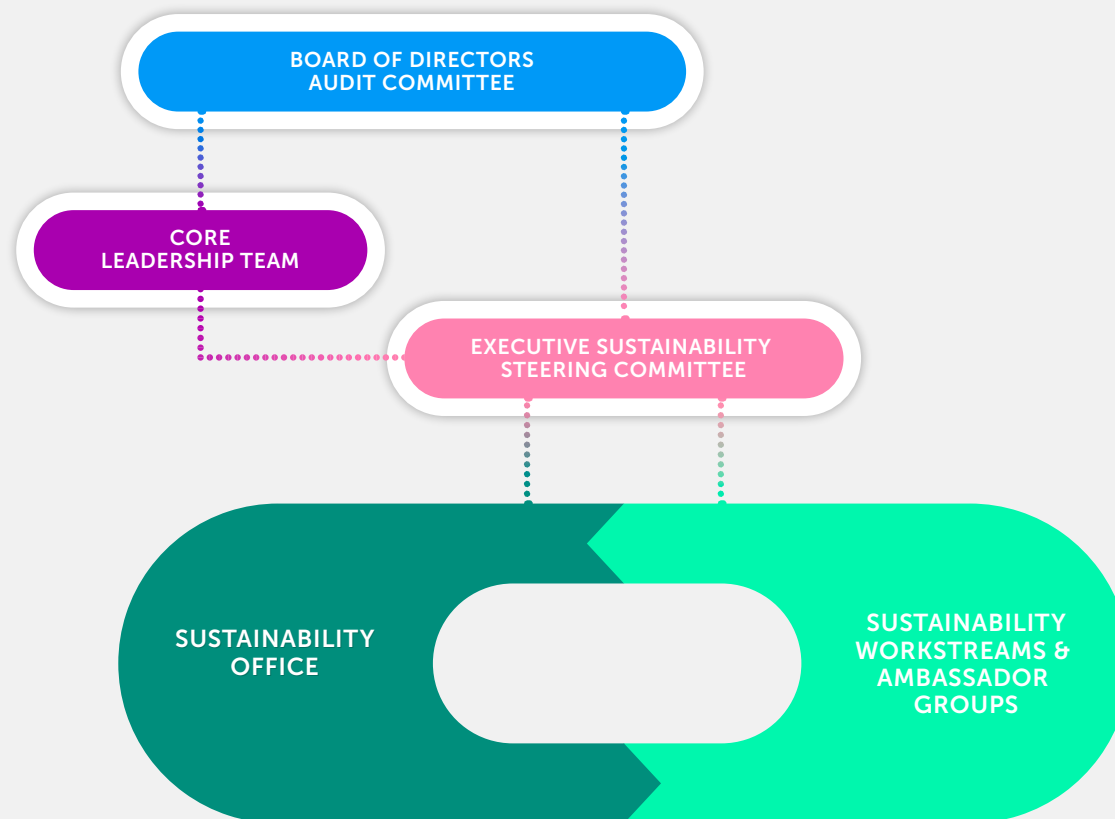 BOARD OF DIRECTORS
AUDIT COMMITTEE
CORE
LEADERSHIP TEAM
EXECUTIVE SUSTAINABILITY
STEERING COMMITTEE
SUSTAINABILITY
OFFICE
SUSTAINABILITY
WORKSTREAMS &
AMBASSADOR
GROUPS